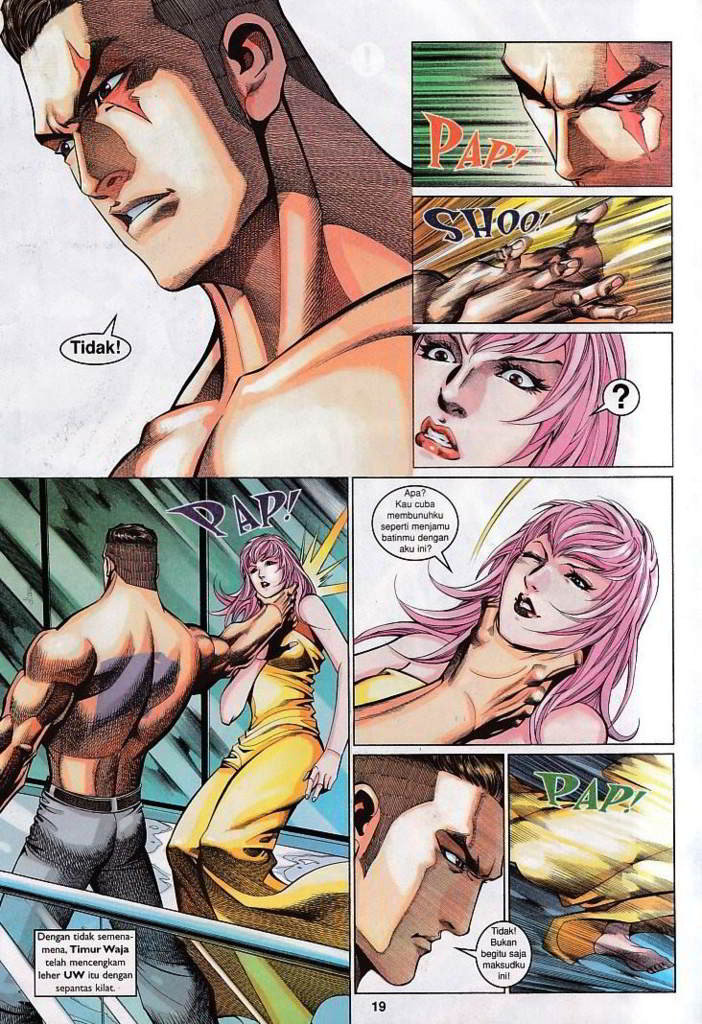 Tidak!
PAP!
SHOO!
?
PAP!
Dengan tidak semena-
mena, Timur Waja
telah mencengkam
leher UW itu dengan
sepantas kilat.
Apa?
Kau cuba
membunuhku
seperti menjamu
batinmu dengan
aku ini?
PAP!
Tidak!
Bukan
begitu saja
maksudku
ini!
19